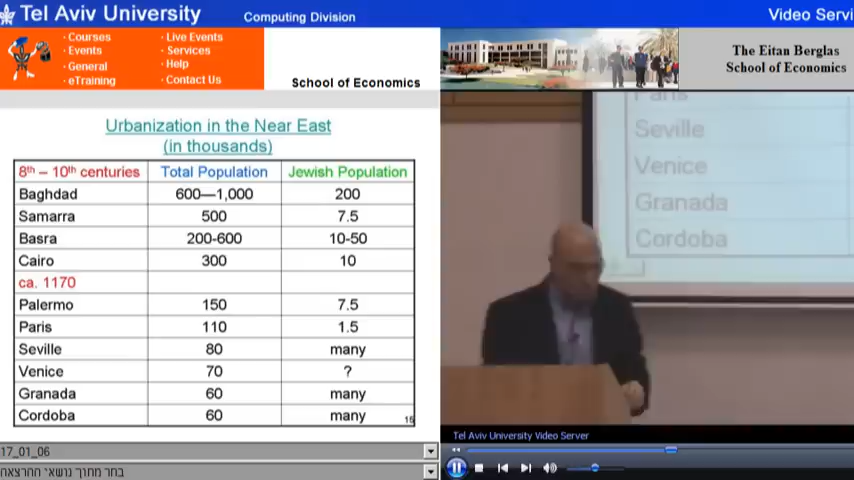 Tel Aviv University
Computing Division
Video Servi
· Courses
· Events
· General
· eTraining
· Live Events
· Services
· Help
· Contact Us
School of Economics
The Eitan Berglas
School of Economics
Urbanization in the Near East
(in thousands)
8th – 10th centuries Total Population Jewish Population
Baghdad 600—1,000 200
Samarra 500 7.5
Basra 200-600 10-50
Cairo 300 10
ca. 1170
Palermo 150 7.5
Paris 110 1.5
Seville 80 many
Venice 70 ?
Granada 60 many
Cordoba 60 many
15
Paris
Seville
Venice
Granada
Cordoba
Tel Aviv University Video Server
17_01_06
בחר מתוך נושאי ההרצאה